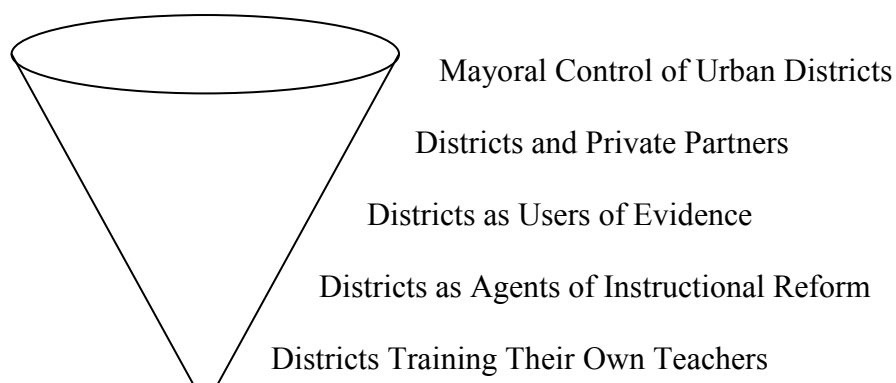 Mayoral Control of Urban Districts
Districts and Private Partners
Districts as Users of Evidence
Districts as Agents of Instructional Reform
Districts Training Their Own Teachers